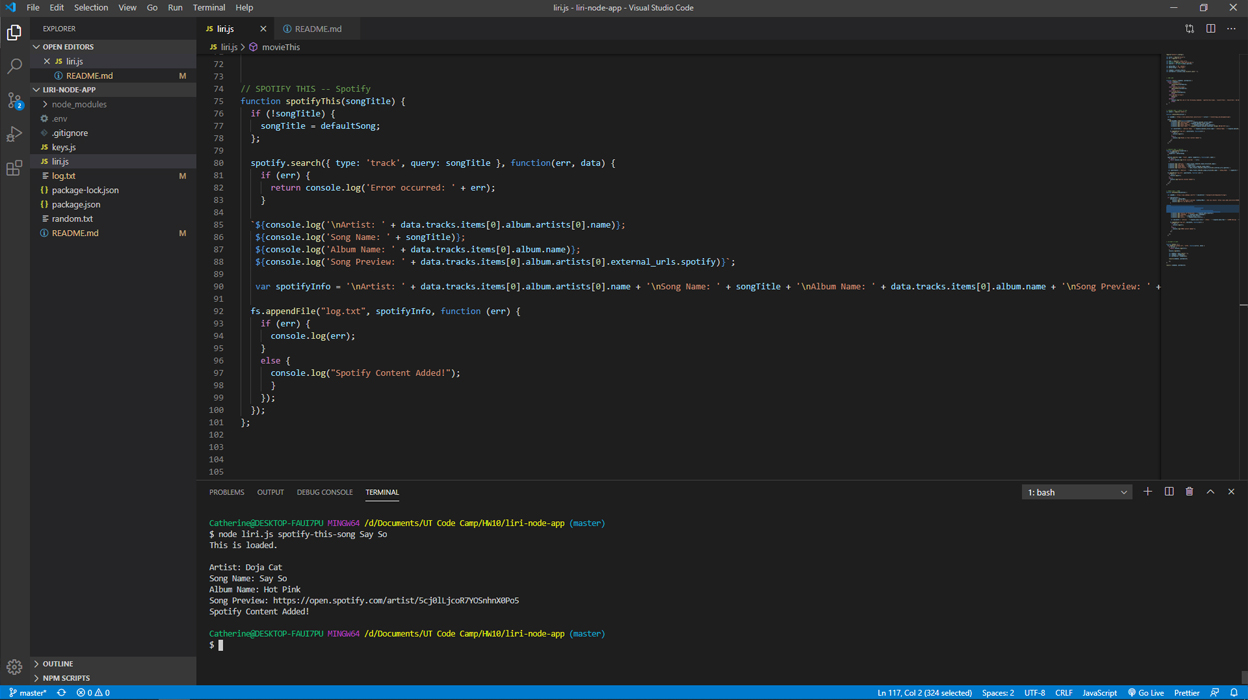 File Edit Selection View Go Run Terminal Help
liri.js - liri-node-app - Visual Studio Code
EXPLORER
OPEN EDITORS
JS liri.js
README.md M
LIRI-NODE-APP
node_modules
.env
.gitignore
JS keys.js
JS liri.js
log.txt M
{} package-lock.json
{} package.json
random.txt
README.md M
OUTLINE
NPM SCRIPTS
2
JS liri.js README.md
JS liri.js > movieThis
72
73
74 // SPOTIFY THIS -- Spotify
75 function spotifyThis(songTitle) {
76 if (!songTitle) {
77 songTitle = defaultSong;
78 };
79
80 spotify.search({ type: 'track', query: songTitle }, function(err, data) {
81 if (err) {
82 return console.log('Error occurred: ' + err);
83 }
84
85 `${console.log('\nArtist: ' + data.tracks.items[0].album.artists[0].name)};
86 ${console.log('Song Name: ' + songTitle)};
87 ${console.log('Album Name: ' + data.tracks.items[0].album.name)};
88 ${console.log('Song Preview: ' + data.tracks.items[0].album.artists[0].external_urls.spotify)}`;
89
90 var spotifyInfo = '\nArtist: ' + data.tracks.items[0].album.artists[0].name + '\nSong Name: ' + songTitle + '\nAlbum Name: ' + data.tracks.items[0].album.name + '\nSong Preview: ' +
91
92 fs.appendFile("log.txt", spotifyInfo, function (err) {
93 if (err) {
94 console.log(err);
95 }
96 else {
97 console.log("Spotify Content Added!");
98 }
99 });
100 });
101 };
102
103
104
105
PROBLEMS OUTPUT DEBUG CONSOLE TERMINAL
1: bash
Catherine@DESKTOP-FAUI7PU MINGW64 /d/Documents/UT Code Camp/HW10/liri-node-app (master)
$ node liri.js spotify-this-song Say So
This is loaded.
Artist: Doja Cat
Song Name: Say So
Album Name: Hot Pink
Song Preview: https://open.spotify.com/artist/5cj0lLjcoR7YOSnhnX0Po5
Spotify Content Added!
Catherine@DESKTOP-FAUI7PU MINGW64 /d/Documents/UT Code Camp/HW10/liri-node-app (master)
$
master* 0 0
Ln 117, Col 2 (324 selected) Spaces: 2 UTF-8 CRLF JavaScript Go Live Prettier